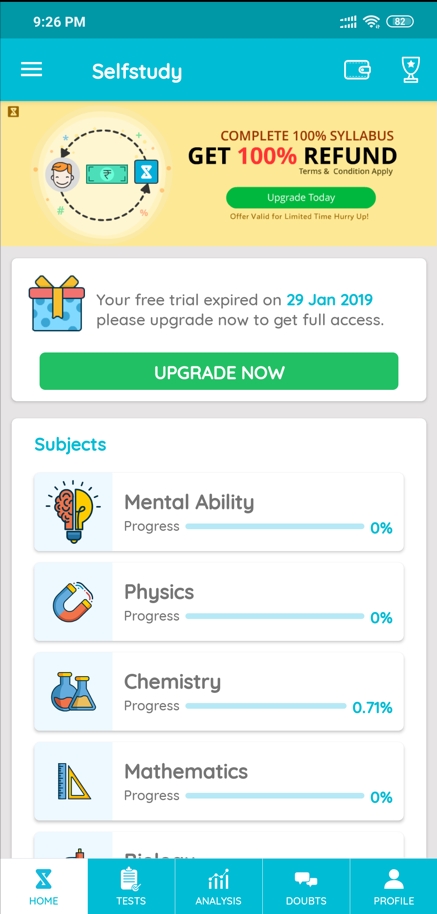 9:26 PM
82
Selfstudy
COMPLETE 100% SYLLABUS
GET 100% REFUND
Terms & Condition Apply
Upgrade Today
Offer Valid for Limited Time Hurry Up!
₹
#
%
Your free trial expired on 29 Jan 2019
please upgrade now to get full access.
UPGRADE NOW
Subjects
Mental Ability
Progress 0%
Physics
Progress 0%
Chemistry
Progress 0.71%
Mathematics
Progress 0%
Biology
HOME
TESTS
ANALYSIS
DOUBTS
PROFILE